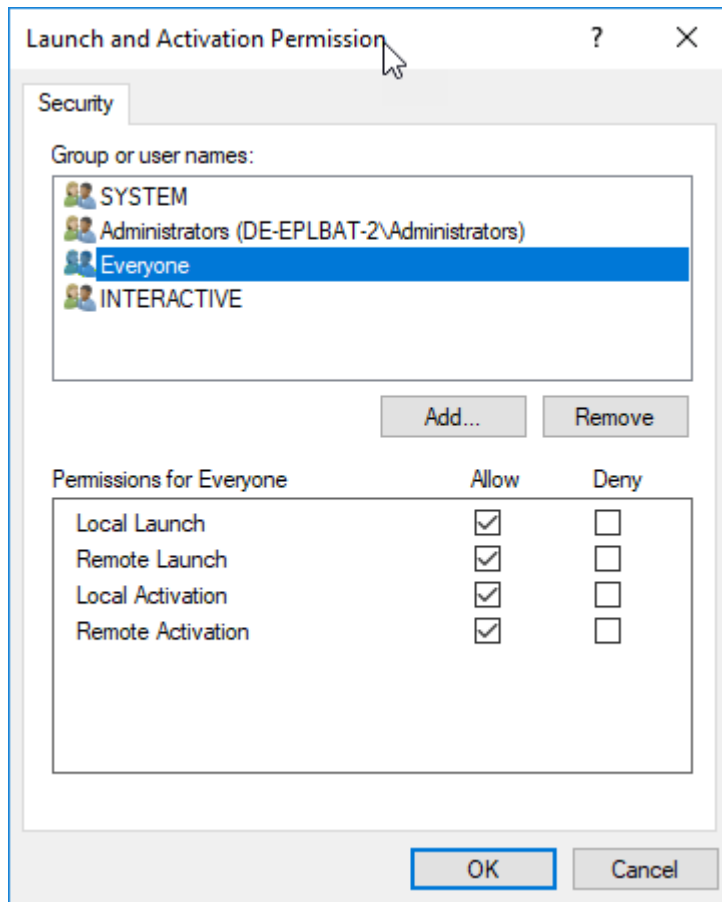 Launch and Activation Permission ?
Security
Group or user names:
SYSTEM
Administrators (DE-EPLBAT-2\Administrators)
Everyone
INTERACTIVE
Add... Remove
Permissions for Everyone Allow Deny
Local Launch
Remote Launch
Local Activation
Remote Activation
OK Cancel